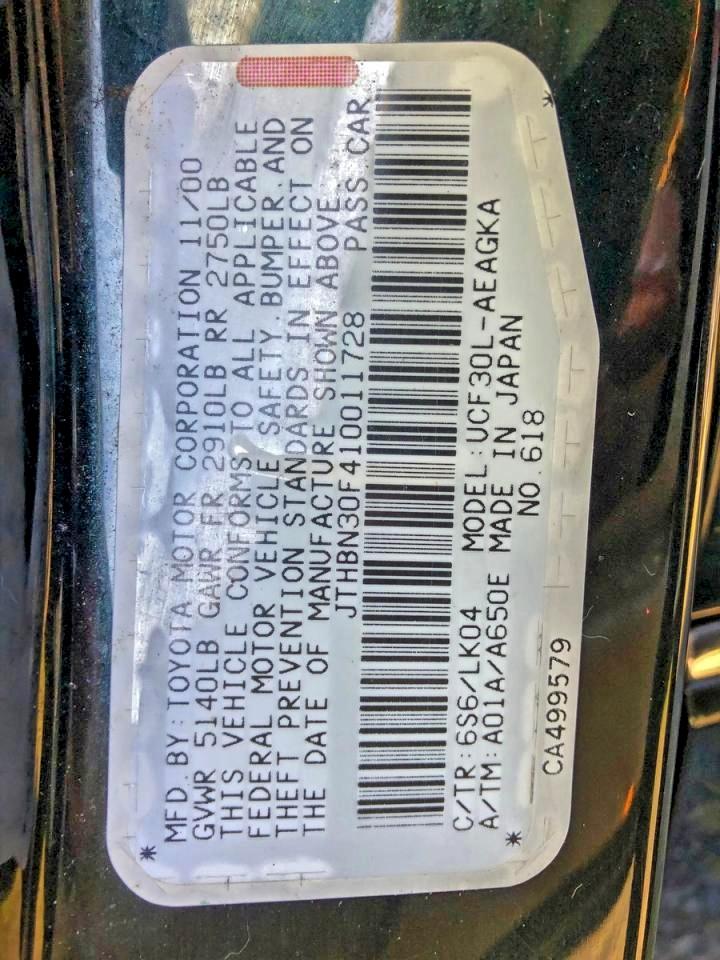 MFD.BY:TOYOTA MOTOR CORPORATION 11/00
GVWR 5140LB GAWR FR 2910LB RR 2750LB
THIS VEHICLE CONFORMS TO ALL APPLICABLE
FEDERAL MOTOR VEHICLE SAFETY, BUMPER, AND
THEFT PREVENTION STANDARDS IN EFFECT ON
THE DATE OF MANUFACTURE SHOWN ABOVE.
JTHBN30F410011728 PASS.CAR
C/TR:6S6/LK04 MODEL:UCF30L-AEAGKA
A/TM:A01A/A650E MADE IN JAPAN
NO.618
CA499579